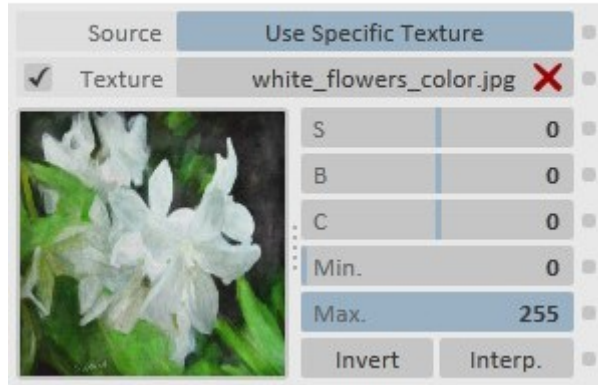 Source Use Specific Texture
Texture white_flowers_color.jpg
S 0
B 0
C 0
Min. 0
Max. 255
Invert Interp.